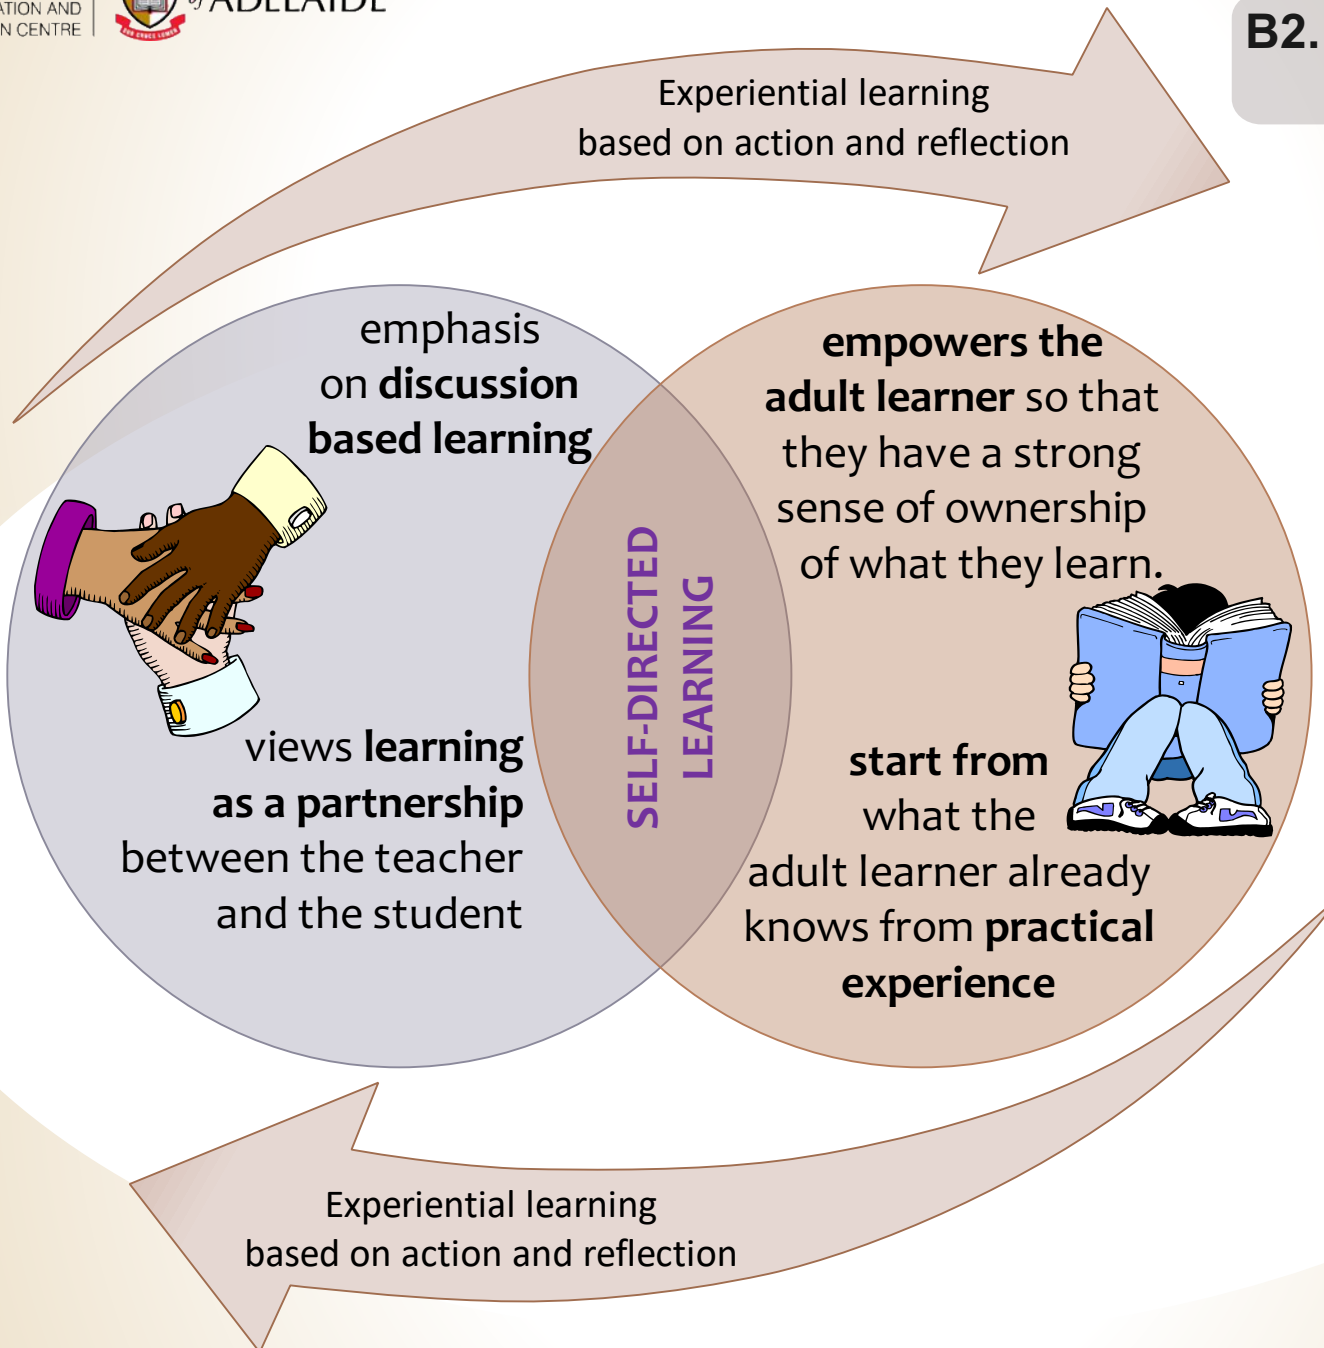 ATION AND
N CENTRE
of ADELAIDE
B2.
Experiential learning
based on action and reflection
emphasis
on discussion
based learning
views learning
as a partnership
between the teacher
and the student
SELF-DIRECTED
LEARNING
empowers the
adult learner so that
they have a strong
sense of ownership
of what they learn.
start from
what the
adult learner already
knows from practical
experience
Experiential learning
based on action and reflection